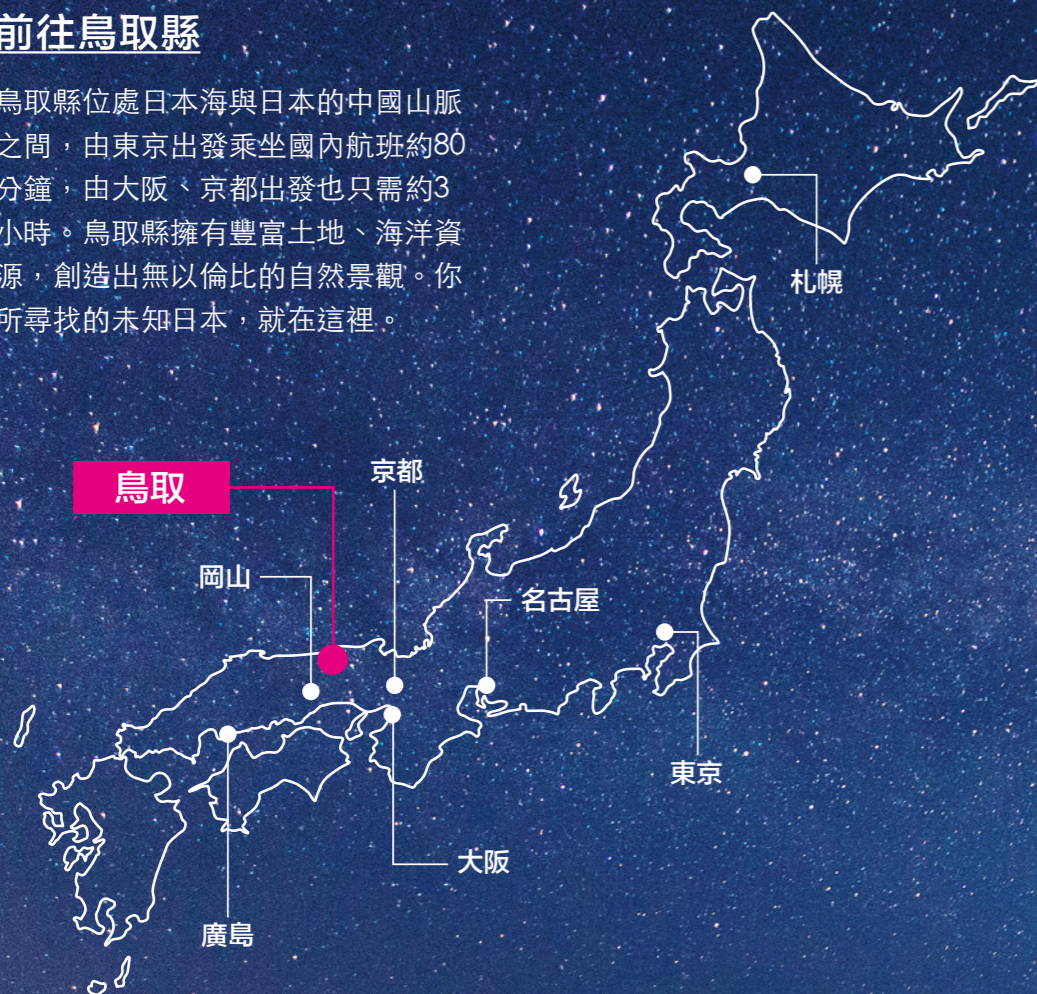 前往鳥取縣
鳥取縣位處日本海與日本的中國山脈
之間，由東京出發乘坐國內航班約80
分鐘，由大阪、京都出發也只需約3
小時。鳥取縣擁有豐富土地、海洋資
源，創造出無以倫比的自然景觀。你
所尋找的未知日本，就在這裡。
札幌
鳥取
京都
岡山
名古屋
東京
大阪
廣島